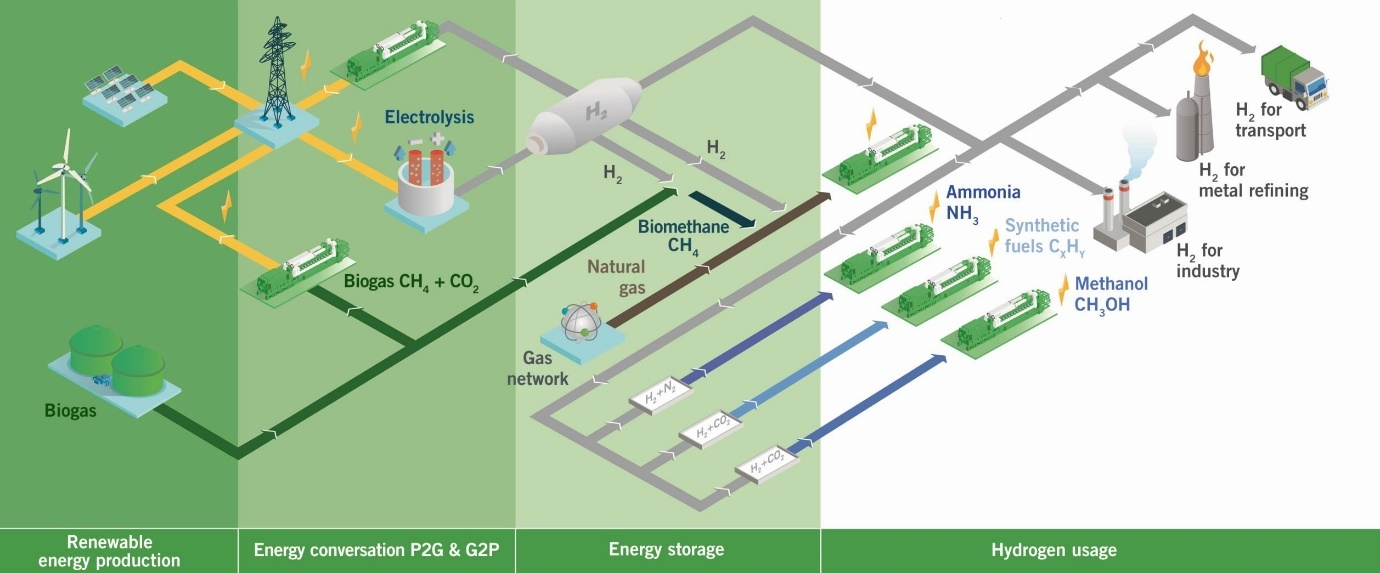 Electrolysis
H₂
H₂
H₂
Biogas CH₄ + CO₂
Biogas
Biomethane
CH₄
Natural
gas
Gas
network
H₂+N₂
H₂+CO₂
H₂+CO₂
Ammonia
NH₃
Synthetic
fuels CₓHᵧ
Methanol
CH₃OH
H₂ for
transport
H₂ for
metal refining
H₂ for
industry
Renewable
energy production
Energy conversation P2G & G2P
Energy storage
Hydrogen usage